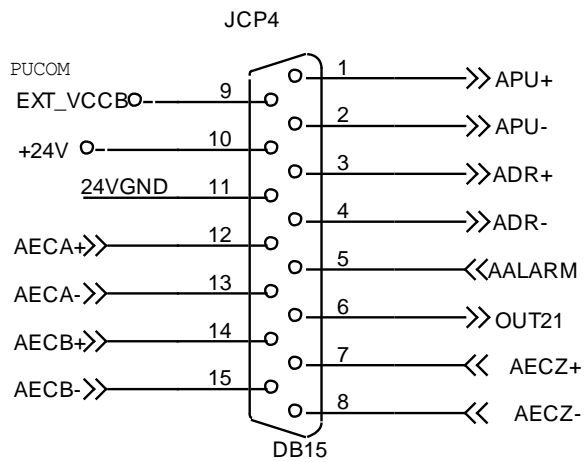 JCP4
PUCOM
1 APU+
EXT_VCCB 9
2 APU-
+24V 10
3 ADR+
24VGND 11
4 ADR-
AECA+ 12
5 AALARM
AECA- 13
6 OUT21
AECB+ 14
7 AECZ+
AECB- 15
8 AECZ-
DB15